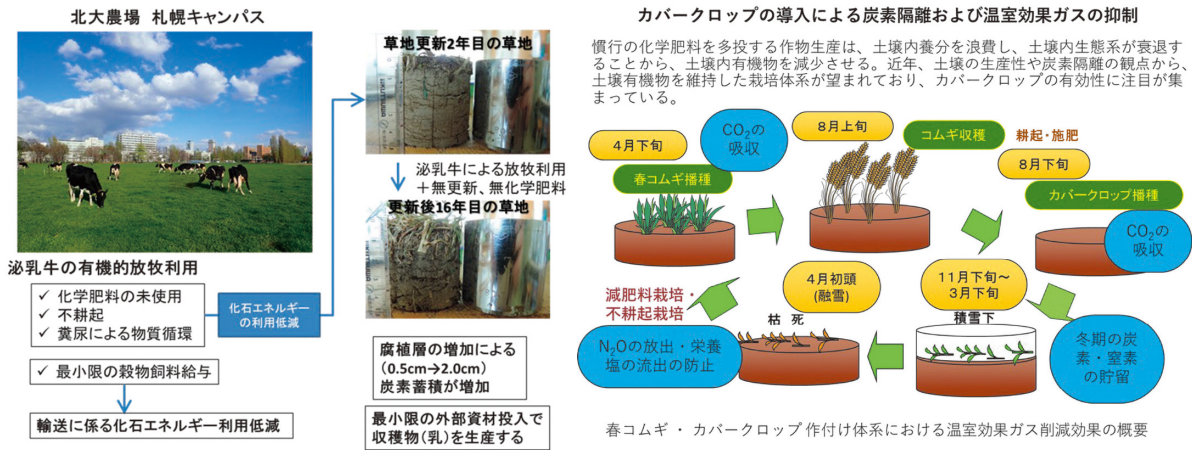 北大農場 札幌キャンパス
泌乳牛の有機的放牧利用
✓ 化学肥料の未使用
✓ 不耕起
✓ 糞尿による物質循環
✓ 最小限の穀物飼料給与
輸送に係る化石エネルギー利用低減
化石エネルギー
の利用低減
草地更新2年目の草地
泌乳牛による放牧利用
＋無更新、無化学肥料
更新後16年目の草地
腐植層の増加による
（0.5cm→2.0cm）
炭素蓄積が増加
最小限の外部資材投入で
収穫物（乳）を生産する
カバークロップの導入による炭素隔離および温室効果ガスの抑制
慣行の化学肥料を多投する作物生産は、土壌内養分を浪費し、土壌内生態系が衰退す
ることから、土壌内有機物を減少させる。近年、土壌の生産性や炭素隔離の観点から、
土壌有機物を維持した栽培体系が望まれており、カバークロップの有効性に注目が集
まっている。
4月下旬
CO₂の
吸収
春コムギ播種
8月上旬
コムギ収穫
耕起・施肥
8月下旬
カバークロップ播種
CO₂の
吸収
11月下旬～
3月下旬
積雪下
冬期の炭
素・窒素
の貯留
4月初頭
(融雪)
枯死
減肥料栽培・
不耕起栽培
N₂Oの放出・栄養
塩の流出の防止
春コムギ ・ カバークロップ 作付け体系における温室効果ガス削減効果の概要